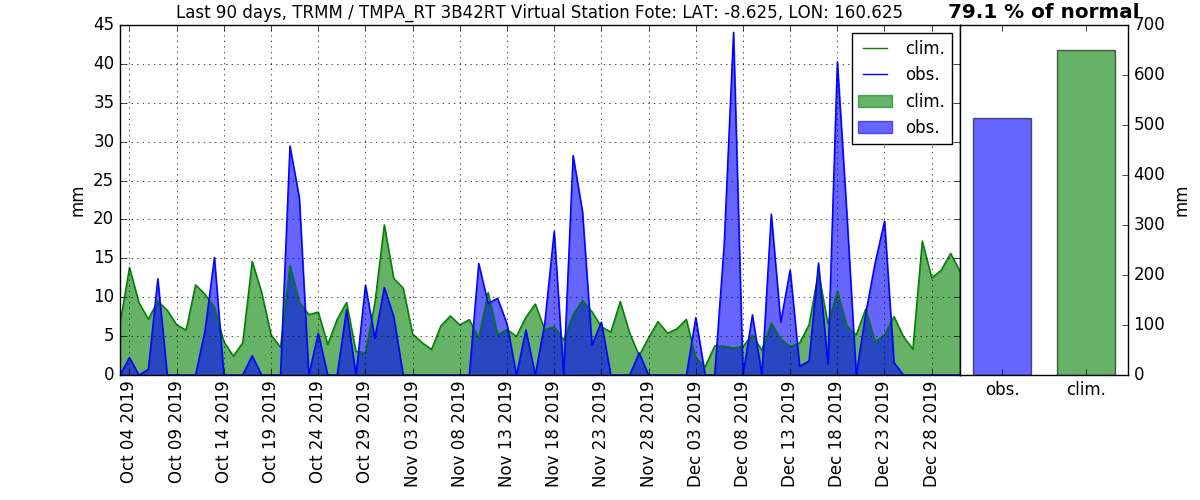 Last 90 days, TRMM / TMPA_RT 3B42RT Virtual Station Fote: LAT: -8.625, LON: 160.625
79.1 % of normal
45
40
35
30
25
20
15
10
5
0
mm
clim.
obs.
clim.
obs.
Oct 04 2019
Oct 09 2019
Oct 14 2019
Oct 19 2019
Oct 24 2019
Oct 29 2019
Nov 03 2019
Nov 08 2019
Nov 13 2019
Nov 18 2019
Nov 23 2019
Nov 28 2019
Dec 03 2019
Dec 08 2019
Dec 13 2019
Dec 18 2019
Dec 23 2019
Dec 28 2019
700
600
500
400
300
200
100
0
mm
obs.
clim.